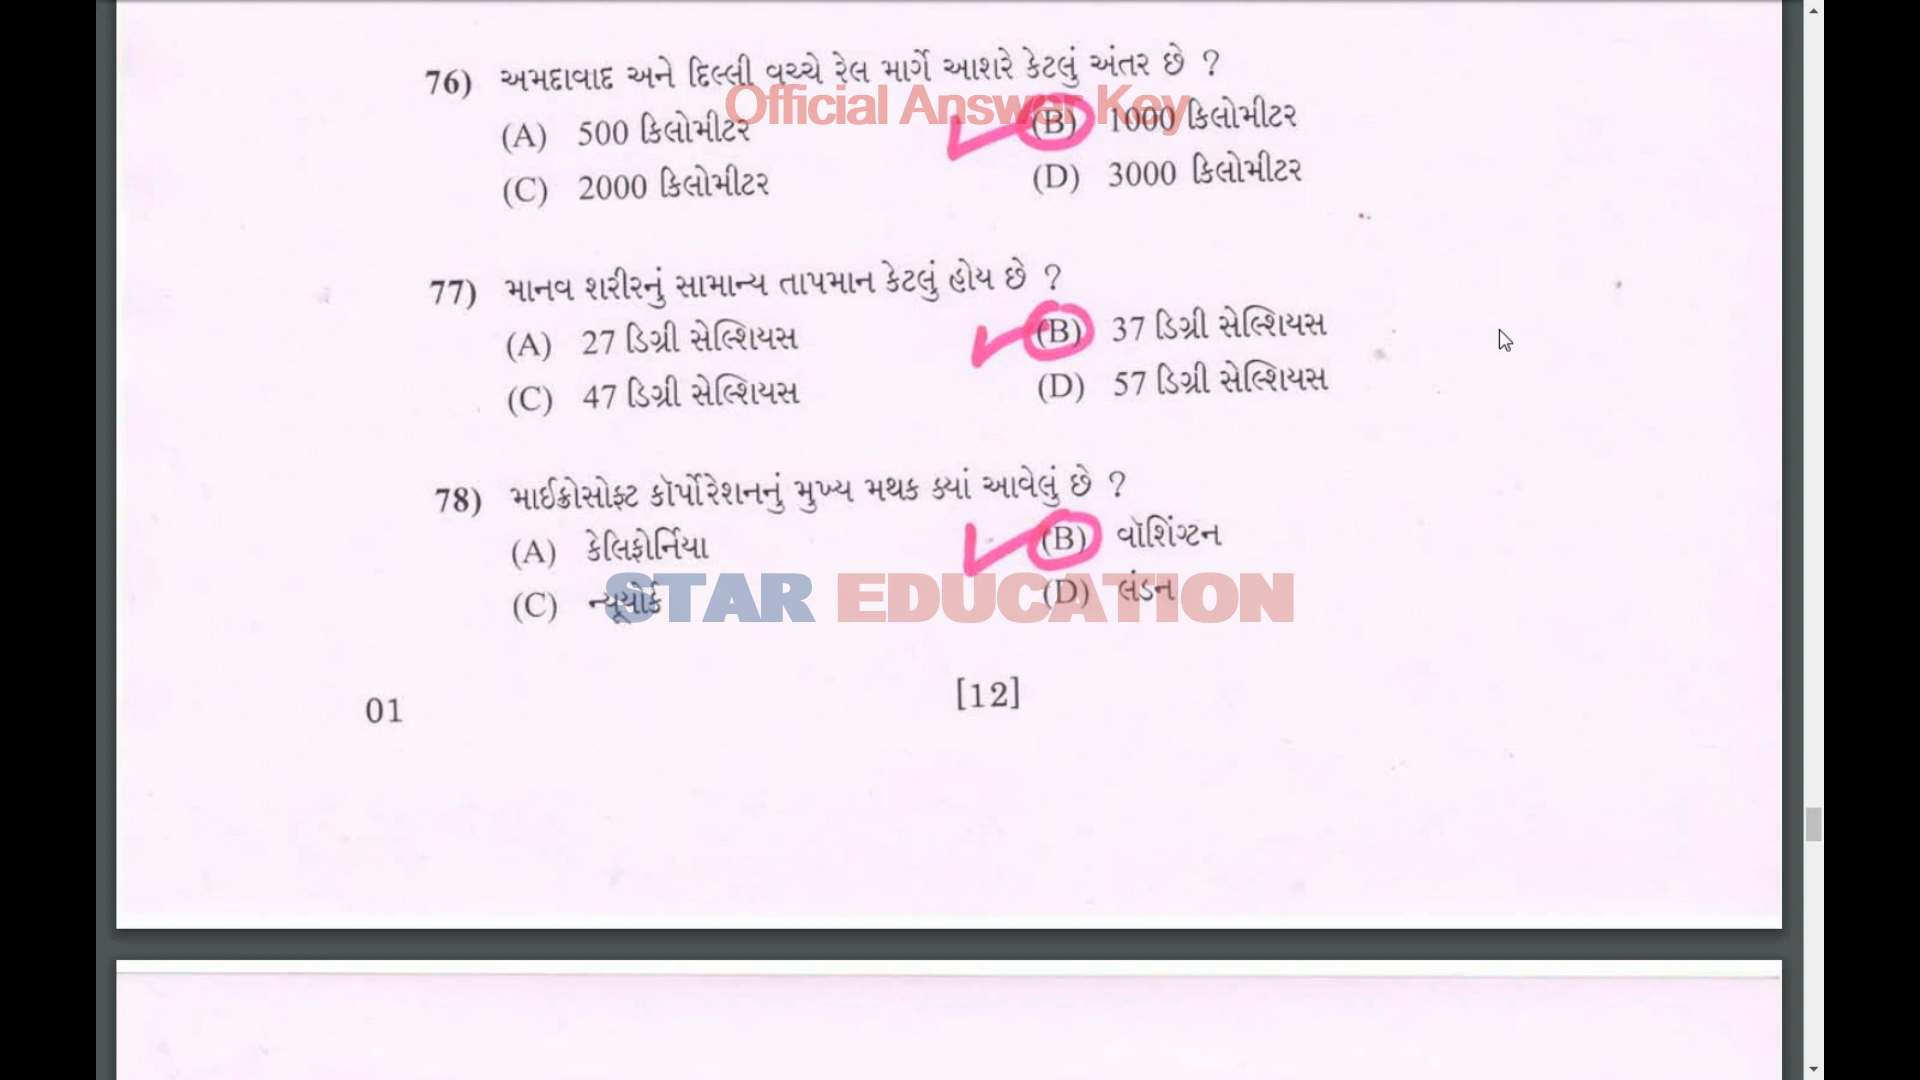 76) અમદાવાદ અને દિલ્લી વચ્ચે રેલ માર્ગે આશરે કેટલું અંતર છે ?
Official Answer Key
(A) 500 કિલોમીટર (B) 1000 કિલોમીટર
(C) 2000 કિલોમીટર (D) 3000 કિલોમીટર
77) માનવ શરીરનું સામાન્ય તાપમાન કેટલું હોય છે ?
(A) 27 ડિગ્રી સેલ્શિયસ (B) 37 ડિગ્રી સેલ્શિયસ
(C) 47 ડિગ્રી સેલ્શિયસ (D) 57 ડિગ્રી સેલ્શિયસ
78) માઈક્રોસોફ્ટ કૉર્પોરેશનનું મુખ્ય મથક ક્યાં આવેલું છે ?
(A) કેલિફોર્નિયા (B) વૉશિંગ્ટન
(C) ન્યૂયોર્ક (D) લંડન
STAR EDUCATION
01 [12]